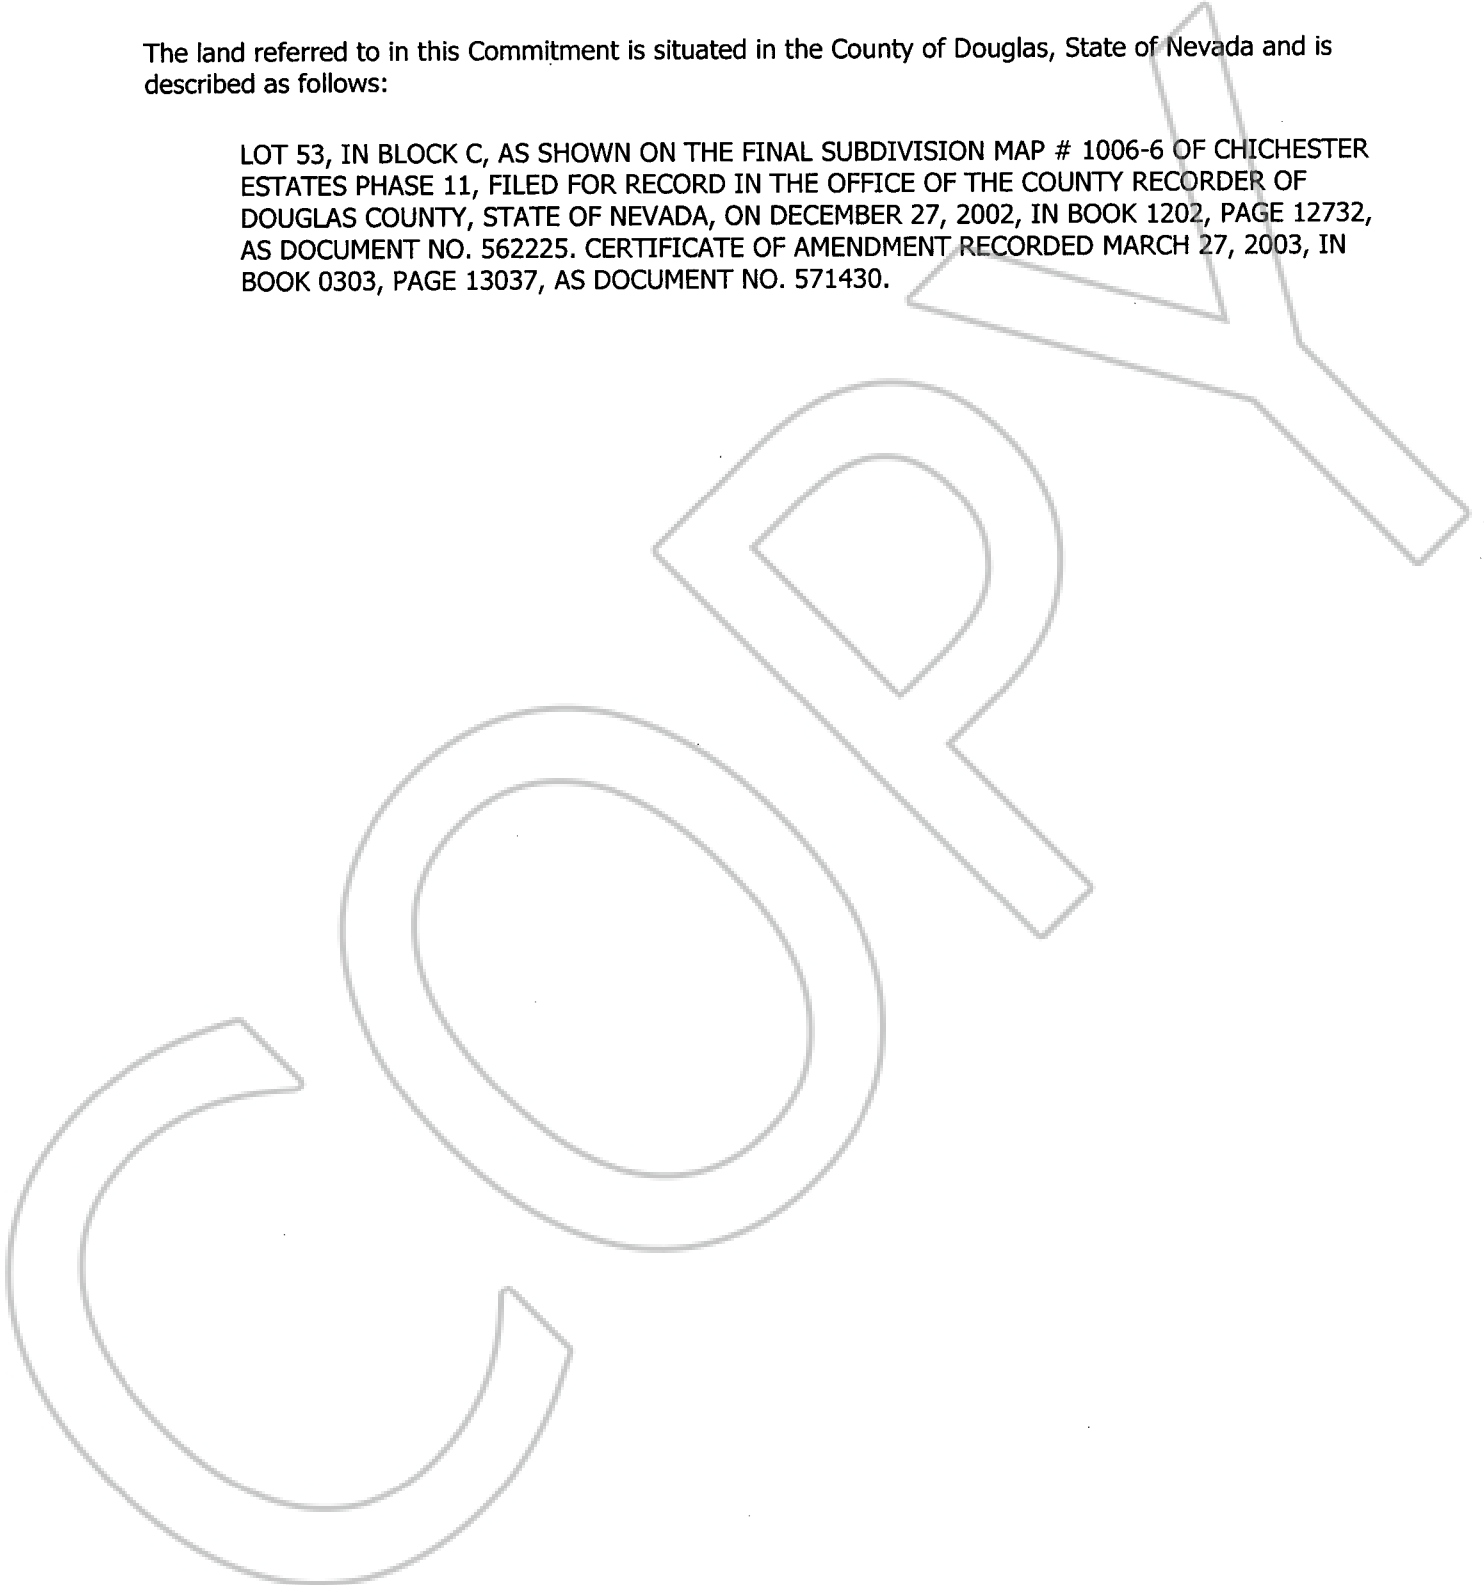 The land referred to in this Commitment is situated in the County of Douglas, State of Nevada and is
described as follows:
LOT 53, IN BLOCK C, AS SHOWN ON THE FINAL SUBDIVISION MAP # 1006-6 OF CHICHESTER
ESTATES PHASE 11, FILED FOR RECORD IN THE OFFICE OF THE COUNTY RECORDER OF
DOUGLAS COUNTY, STATE OF NEVADA, ON DECEMBER 27, 2002, IN BOOK 1202, PAGE 12732,
AS DOCUMENT NO. 562225. CERTIFICATE OF AMENDMENT RECORDED MARCH 27, 2003, IN
BOOK 0303, PAGE 13037, AS DOCUMENT NO. 571430.
COPY